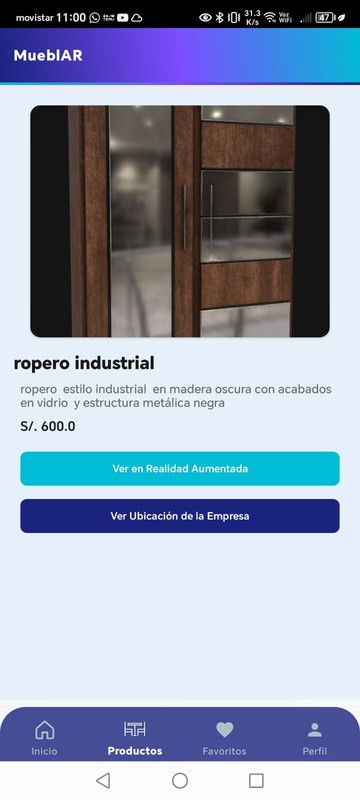 movistar 11:00 31.3 K/s Voz WiFi 47
MueblAR
ropero industrial
ropero estilo industrial en madera oscura con acabados
en vidrio y estructura metálica negra
S/. 600.0
Ver en Realidad Aumentada
Ver Ubicación de la Empresa
Inicio Productos Favoritos Perfil